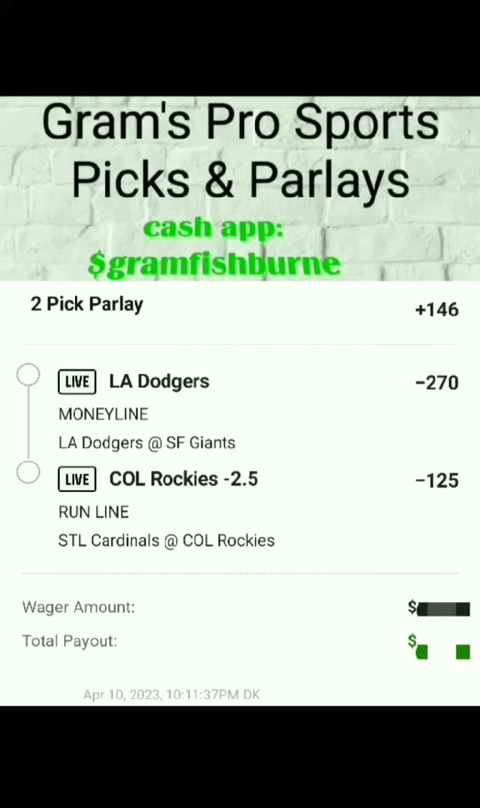 Gram's Pro Sports
Picks & Parlays
cash app:
$gramfishburne
2 Pick Parlay +146
LIVE LA Dodgers −270
MONEYLINE
LA Dodgers @ SF Giants
LIVE COL Rockies -2.5 −125
RUN LINE
STL Cardinals @ COL Rockies
Wager Amount: $
Total Payout: $
Apr 10, 2023, 10:11:37PM DK